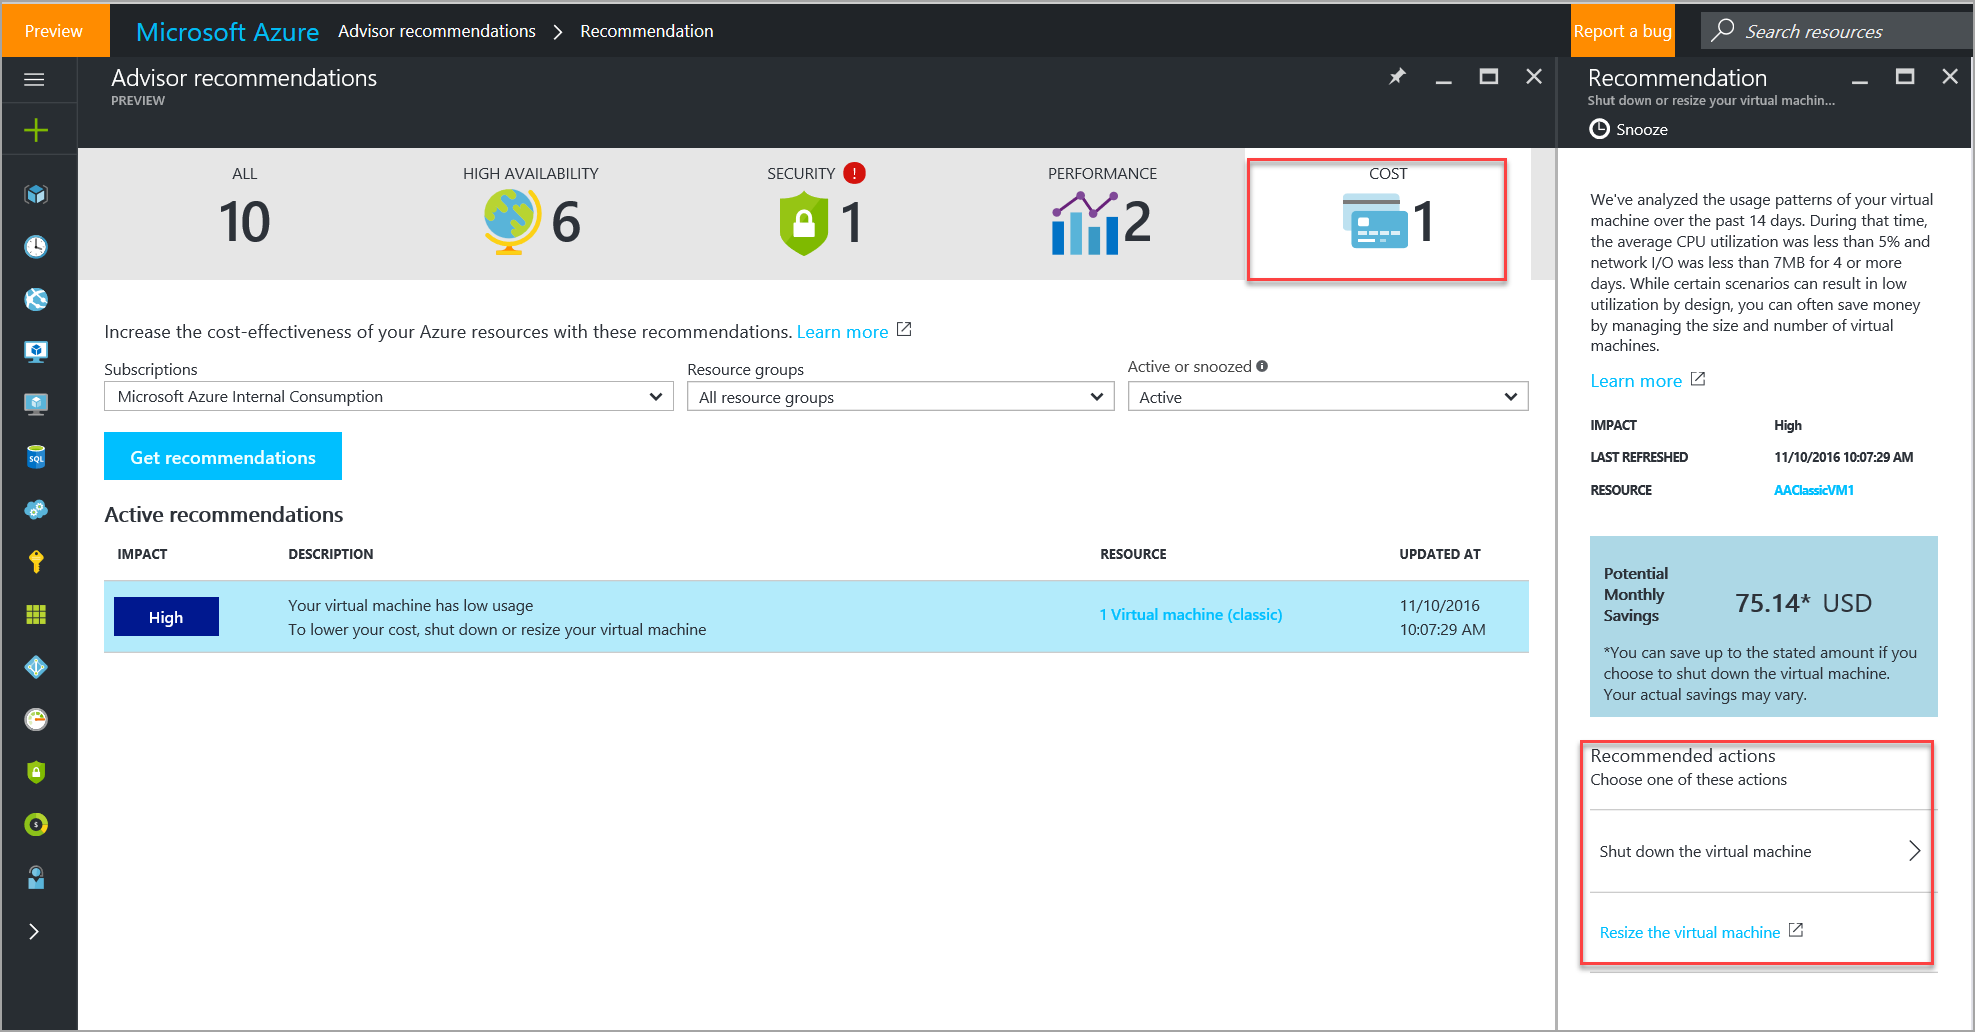 Preview
Microsoft Azure
Advisor recommendations
Recommendation
Report a bug
Search resources
Advisor recommendations
PREVIEW
ALL
10
HIGH AVAILABILITY
6
SECURITY !
1
PERFORMANCE
2
COST
1
Increase the cost-effectiveness of your Azure resources with these recommendations. Learn more
Subscriptions
Microsoft Azure Internal Consumption
Resource groups
All resource groups
Active or snoozed
Active
Get recommendations
Active recommendations
IMPACT DESCRIPTION RESOURCE UPDATED AT
High
Your virtual machine has low usage
To lower your cost, shut down or resize your virtual machine
1 Virtual machine (classic)
11/10/2016
10:07:29 AM
SQL
$
Recommendation
Shut down or resize your virtual machin...
Snooze
We've analyzed the usage patterns of your virtual
machine over the past 14 days. During that time,
the average CPU utilization was less than 5% and
network I/O was less than 7MB for 4 or more
days. While certain scenarios can result in low
utilization by design, you can often save money
by managing the size and number of virtual
machines.
Learn more
IMPACT High
LAST REFRESHED 11/10/2016 10:07:29 AM
RESOURCE AAClassicVM1
Potential
Monthly
Savings
75.14* USD
*You can save up to the stated amount if you
choose to shut down the virtual machine.
Your actual savings may vary.
Recommended actions
Choose one of these actions
Shut down the virtual machine
Resize the virtual machine